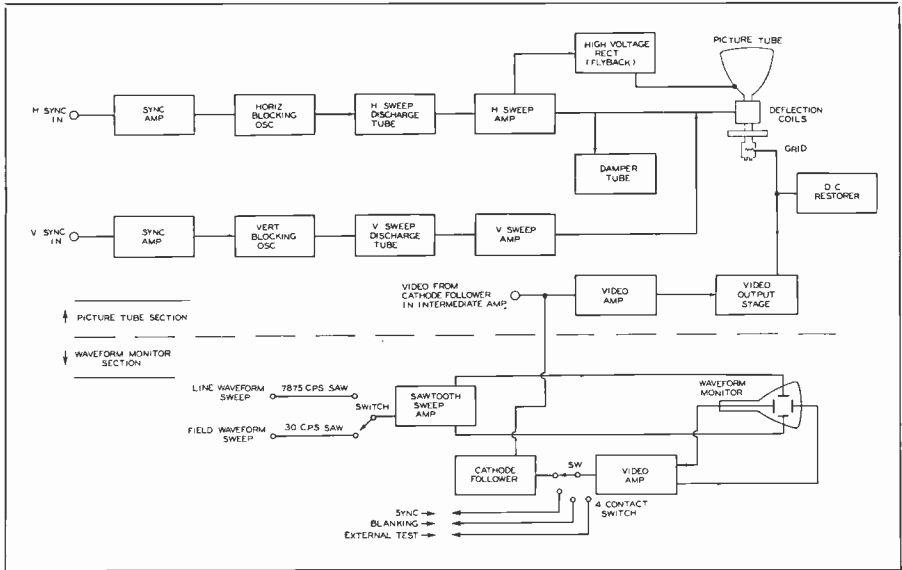 HIGH VOLTAGE
RECT
(FLYBACK)
PICTURE TUBE
H SYNC
IN
SYNC
AMP
HORIZ
BLOCKING
OSC
H SWEEP
DISCHARGE
TUBE
H SWEEP
AMP
DEFLECTION
COILS
GRID
DAMPER
TUBE
D C
RESTORER
V SYNC
IN
SYNC
AMP
VERT
BLOCKING
OSC
V SWEEP
DISCHARGE
TUBE
V SWEEP
AMP
VIDEO FROM
CATHODE FOLLOWER
IN INTERMEDIATE AMP
VIDEO
AMP
VIDEO
OUTPUT
STAGE
PICTURE TUBE SECTION
WAVEFORM MONITOR
SECTION
LINE WAVEFORM
SWEEP
7875 CPS SAW
SWITCH
SAWTOOTH
SWEEP
AMP
WAVEFORM
MONITOR
FIELD WAVEFORM
SWEEP
30 CPS SAW
CATHODE
FOLLOWER
SW
VIDEO
AMP
4 CONTACT
SWITCH
SYNC
BLANKING
EXTERNAL TEST